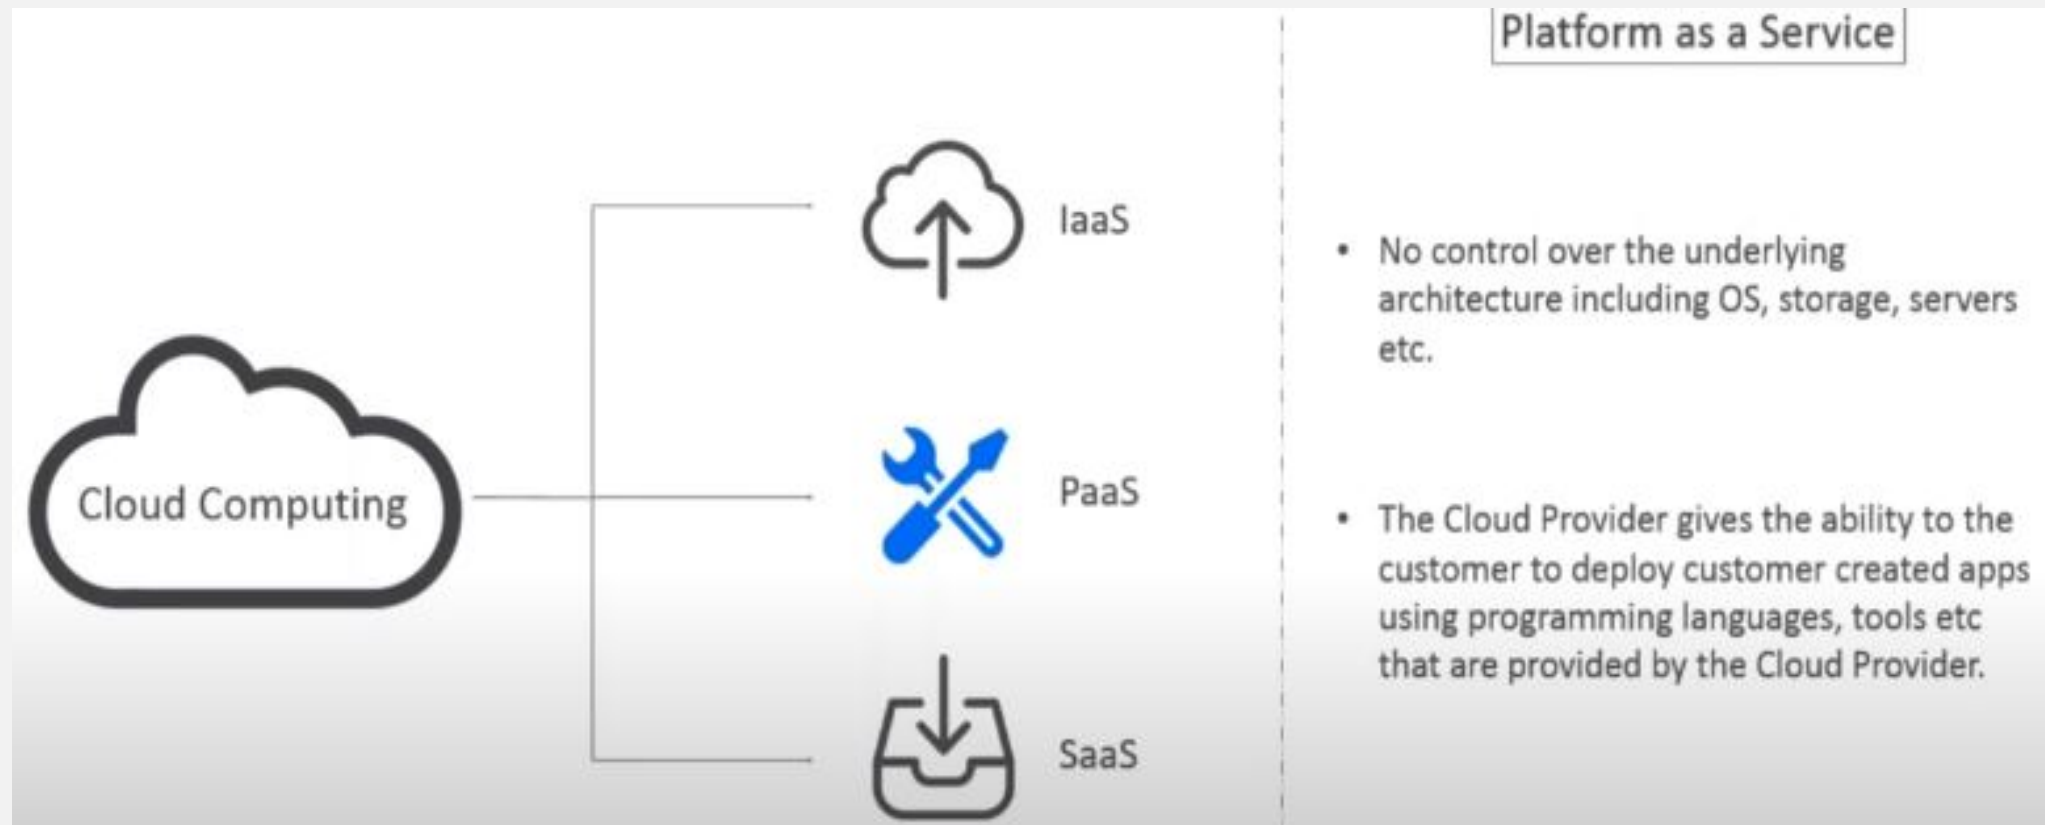 Cloud Computing
IaaS
PaaS
SaaS
Platform as a Service
• No control over the underlying
architecture including OS, storage, servers
etc.
• The Cloud Provider gives the ability to the
customer to deploy customer created apps
using programming languages, tools etc
that are provided by the Cloud Provider.